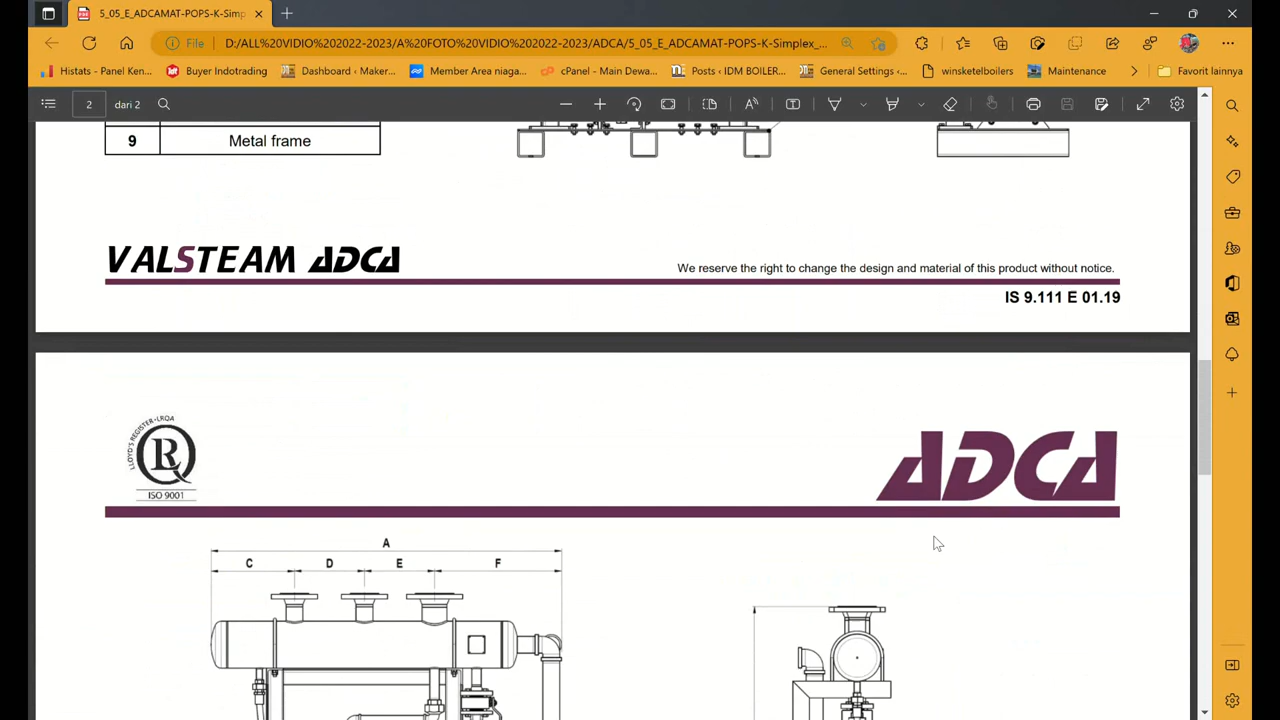 5_05_E_ADCAMAT-POPS-K-Simp
File
D:/ALL%20VIDIO%202022-2023/A%20FOTO%20VIDIO%202022-2023/ADCA/5_05_E_ADCAMAT-POPS-K-Simplex_...
Histats - Panel Ken...
Buyer Indotrading
Dashboard ‹ Maker...
Member Area niaga...
cPanel - Main Dewa...
Posts ‹ IDM BOILER...
General Settings ‹...
winsketelboilers
Maintenance
Favorit lainnya
2 dari 2
9 Metal frame
VALSTEAM ADCA
We reserve the right to change the design and material of this product without notice.
IS 9.111 E 01.19
LLOYD'S REGISTER•LRQA
LRQ
ISO 9001
ADCA
A
C D E F